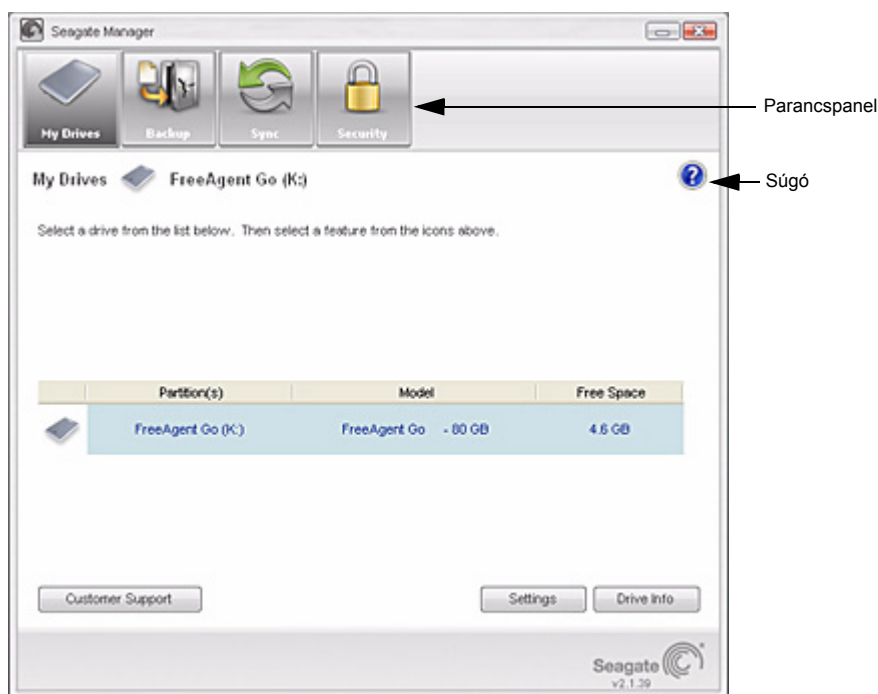 Seagate Manager
My Drives Backup Sync Security
Parancspanel
My Drives FreeAgent Go (K:)
Súgó
Select a drive from the list below. Then select a feature from the icons above.
Partition(s) Model Free Space
FreeAgent Go (K:) FreeAgent Go - 80 GB 4.6 GB
Customer Support Settings Drive Info
Seagate
v2.1.39